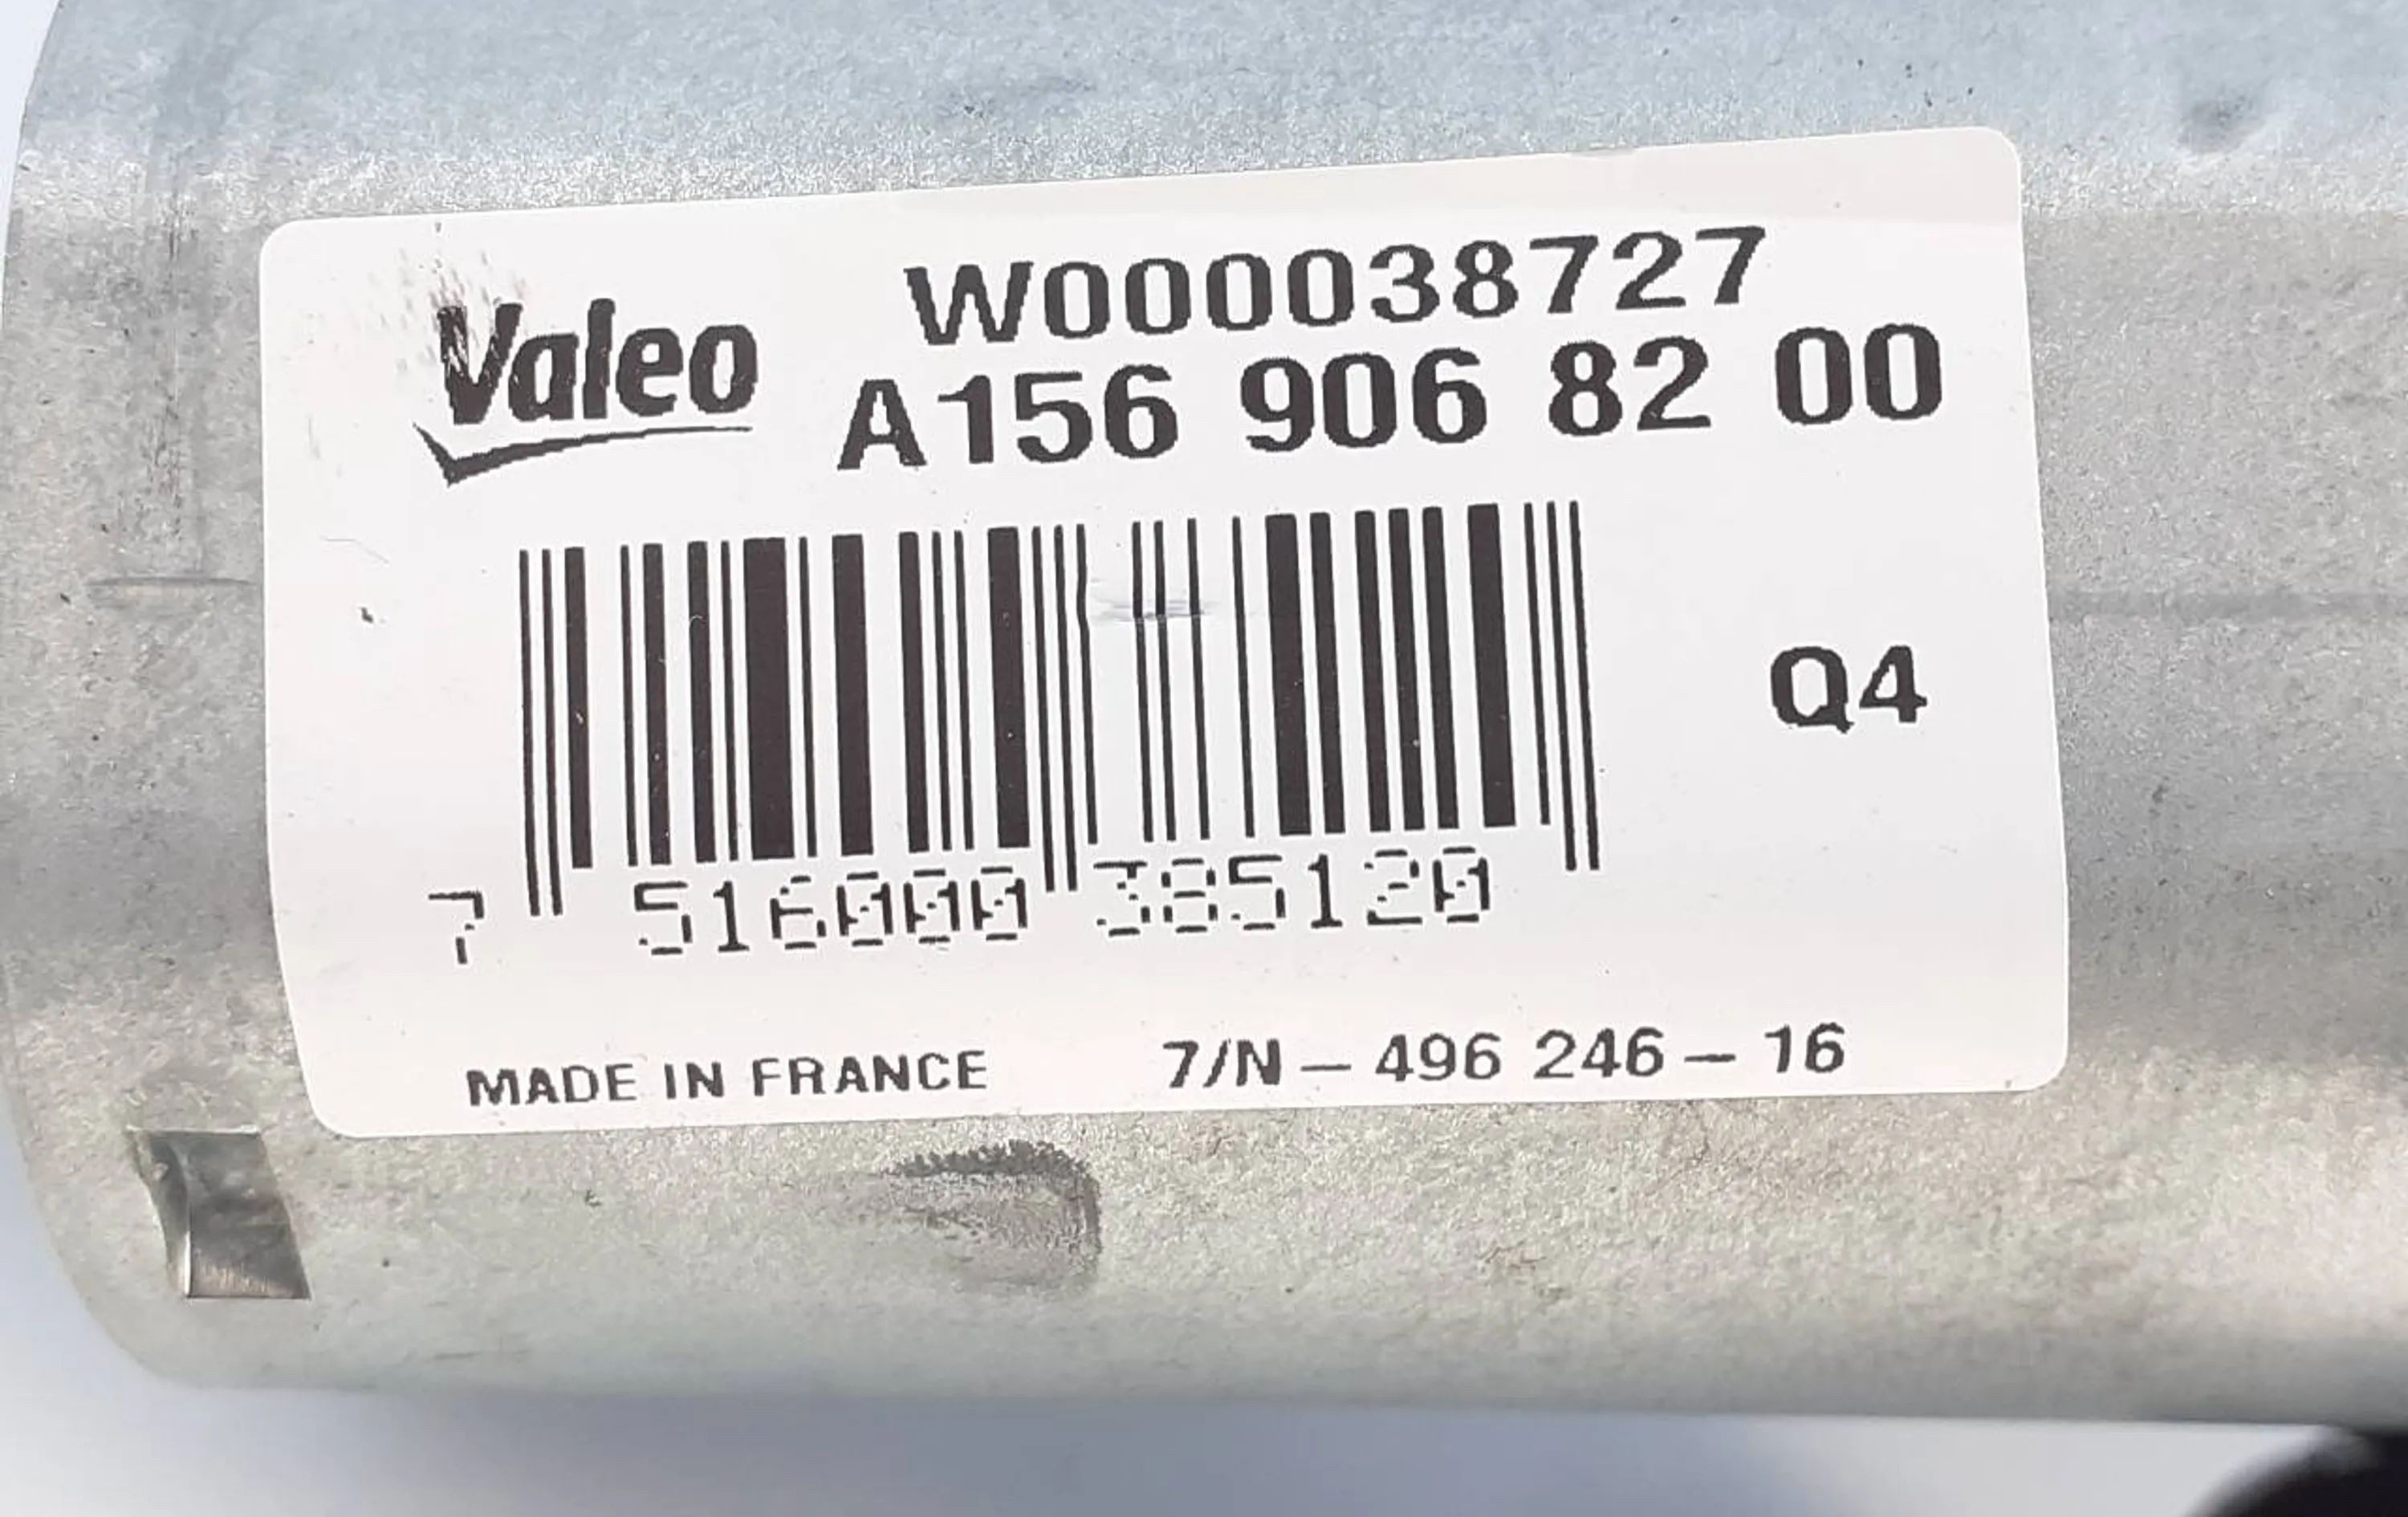 Valeo
W000038727
A156 906 82 00
Q4
7 516000 385120
MADE IN FRANCE 7/N – 496 246 – 16